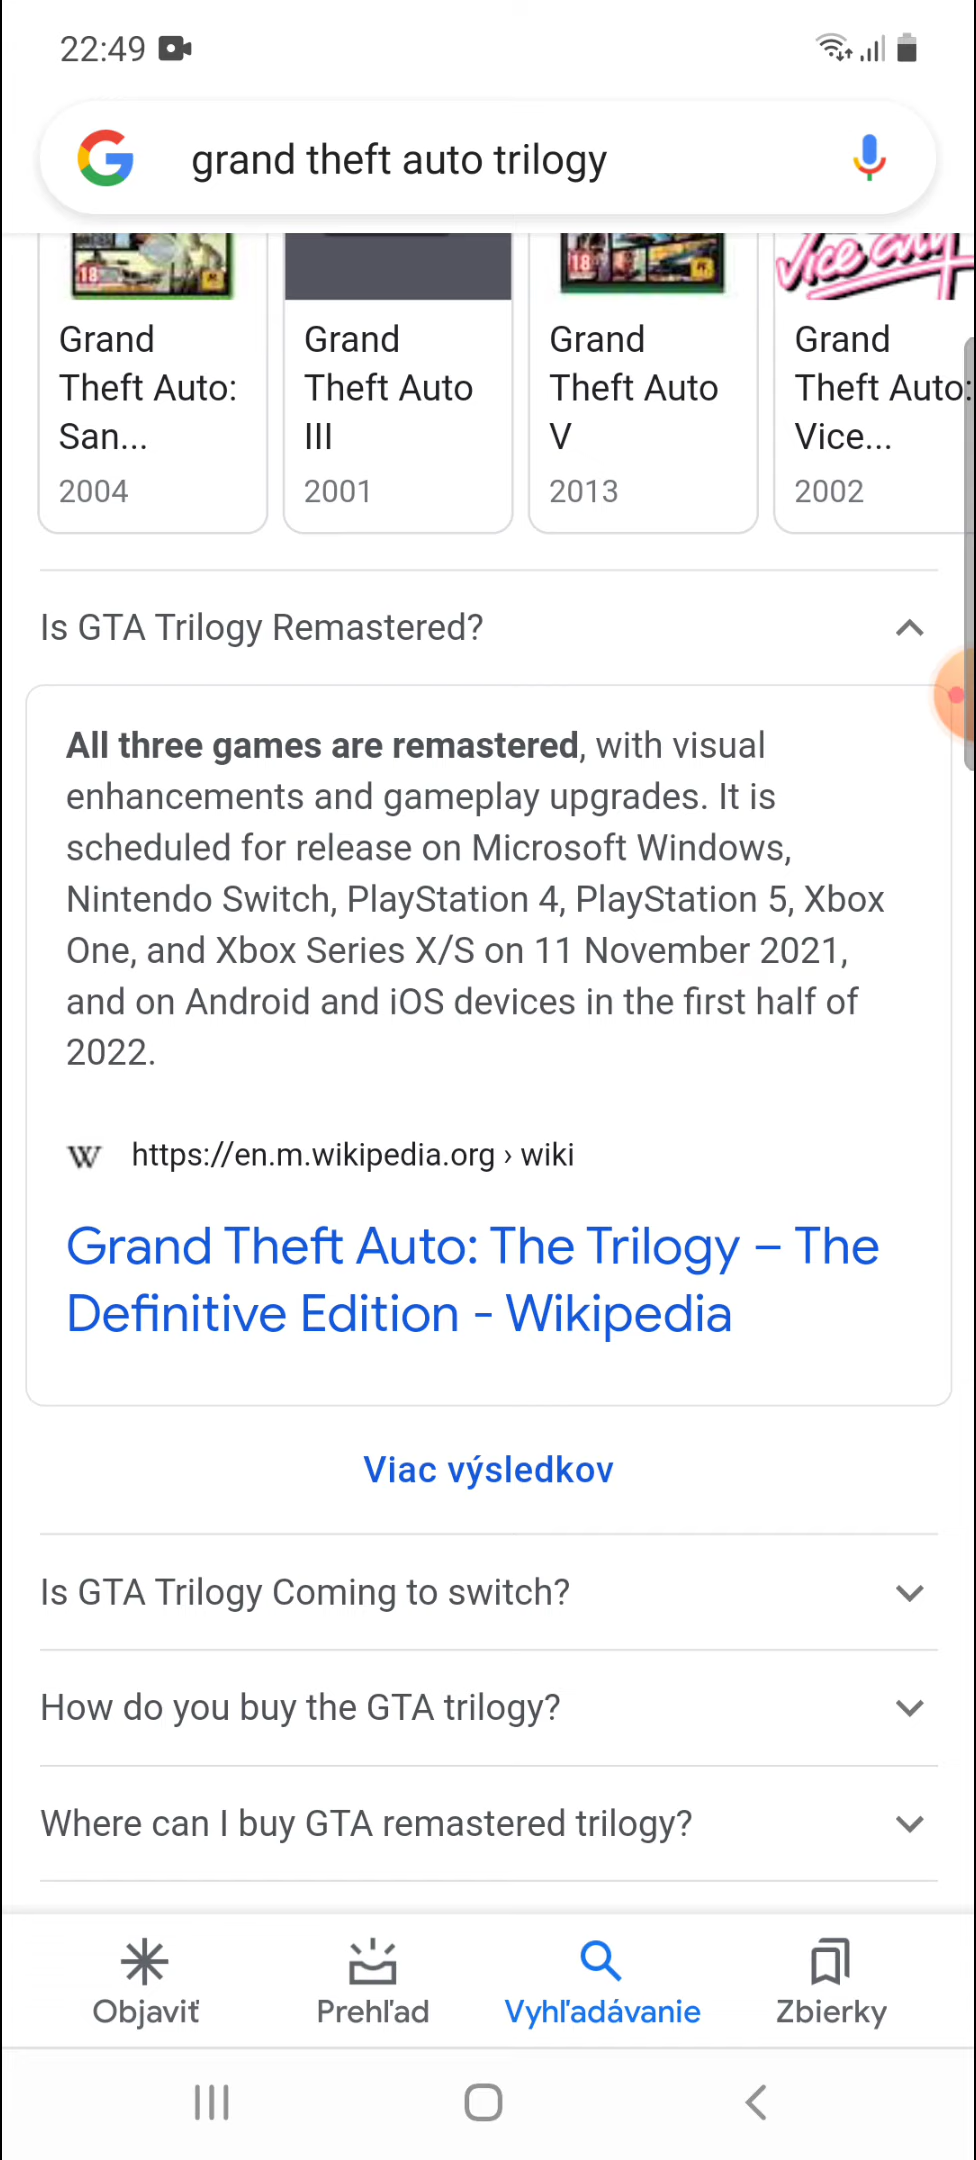 22:49
grand theft auto trilogy
18
18
Vice City
Grand
Theft Auto:
San...
2004
Grand
Theft Auto
III
2001
Grand
Theft Auto
V
2013
Grand
Theft Auto:
Vice...
2002
Is GTA Trilogy Remastered?
All three games are remastered, with visual
enhancements and gameplay upgrades. It is
scheduled for release on Microsoft Windows,
Nintendo Switch, PlayStation 4, PlayStation 5, Xbox
One, and Xbox Series X/S on 11 November 2021,
and on Android and iOS devices in the first half of
2022.
W https://en.m.wikipedia.org › wiki
Grand Theft Auto: The Trilogy – The
Definitive Edition - Wikipedia
Viac výsledkov
Is GTA Trilogy Coming to switch?
How do you buy the GTA trilogy?
Where can I buy GTA remastered trilogy?
Objaviť
Prehľad
Vyhľadávanie
Zbierky